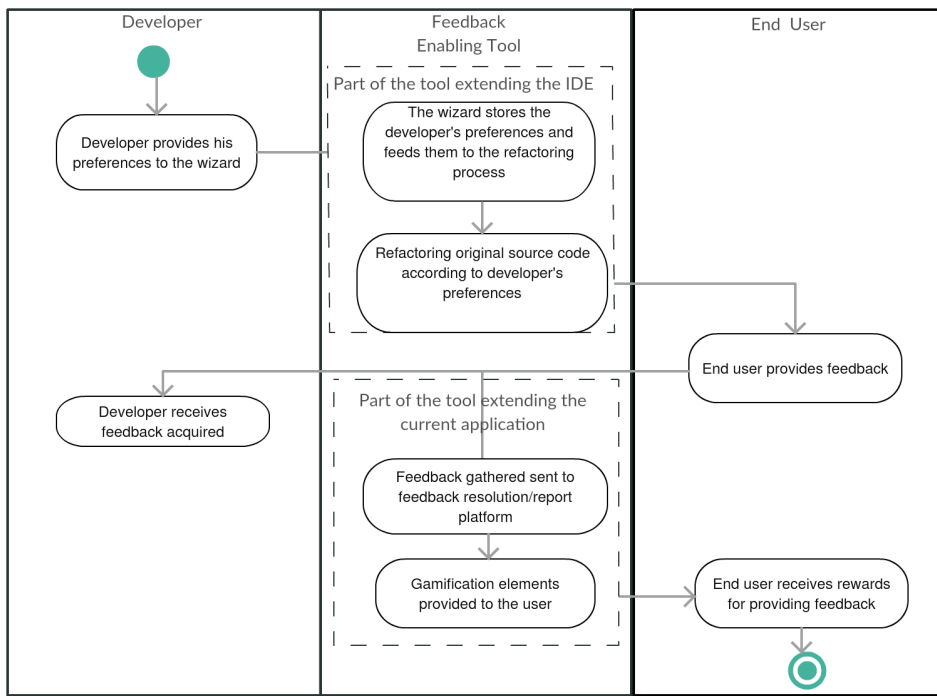 Developer
Feedback
Enabling Tool
End User
Part of the tool extending the IDE
The wizard stores the
developer's preferences and
feeds them to the refactoring
process
Developer provides his
preferences to the wizard
Refactoring original source code
according to developer's
preferences
End user provides feedback
Developer receives
feedback acquired
Part of the tool extending the
current application
Feedback gathered sent to
feedback resolution/report
platform
Gamification elements
provided to the user
End user receives rewards
for providing feedback